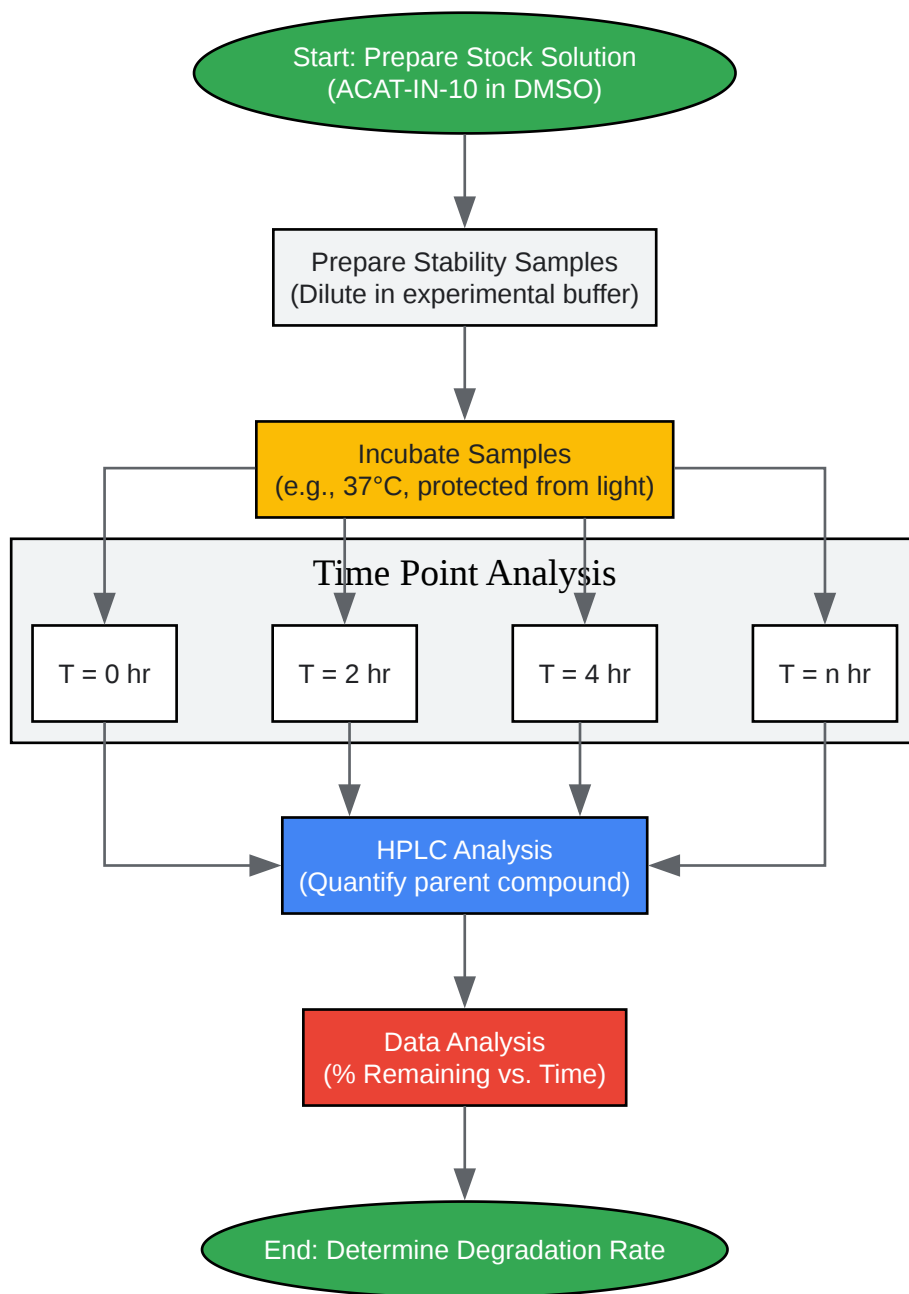 Start: Prepare Stock Solution
(ACAT-IN-10 in DMSO)
Prepare Stability Samples
(Dilute in experimental buffer)
Incubate Samples
(e.g., 37°C, protected from light)
Time Point Analysis
T = 0 hr
T = 2 hr
T = 4 hr
T = n hr
HPLC Analysis
(Quantify parent compound)
Data Analysis
(% Remaining vs. Time)
End: Determine Degradation Rate